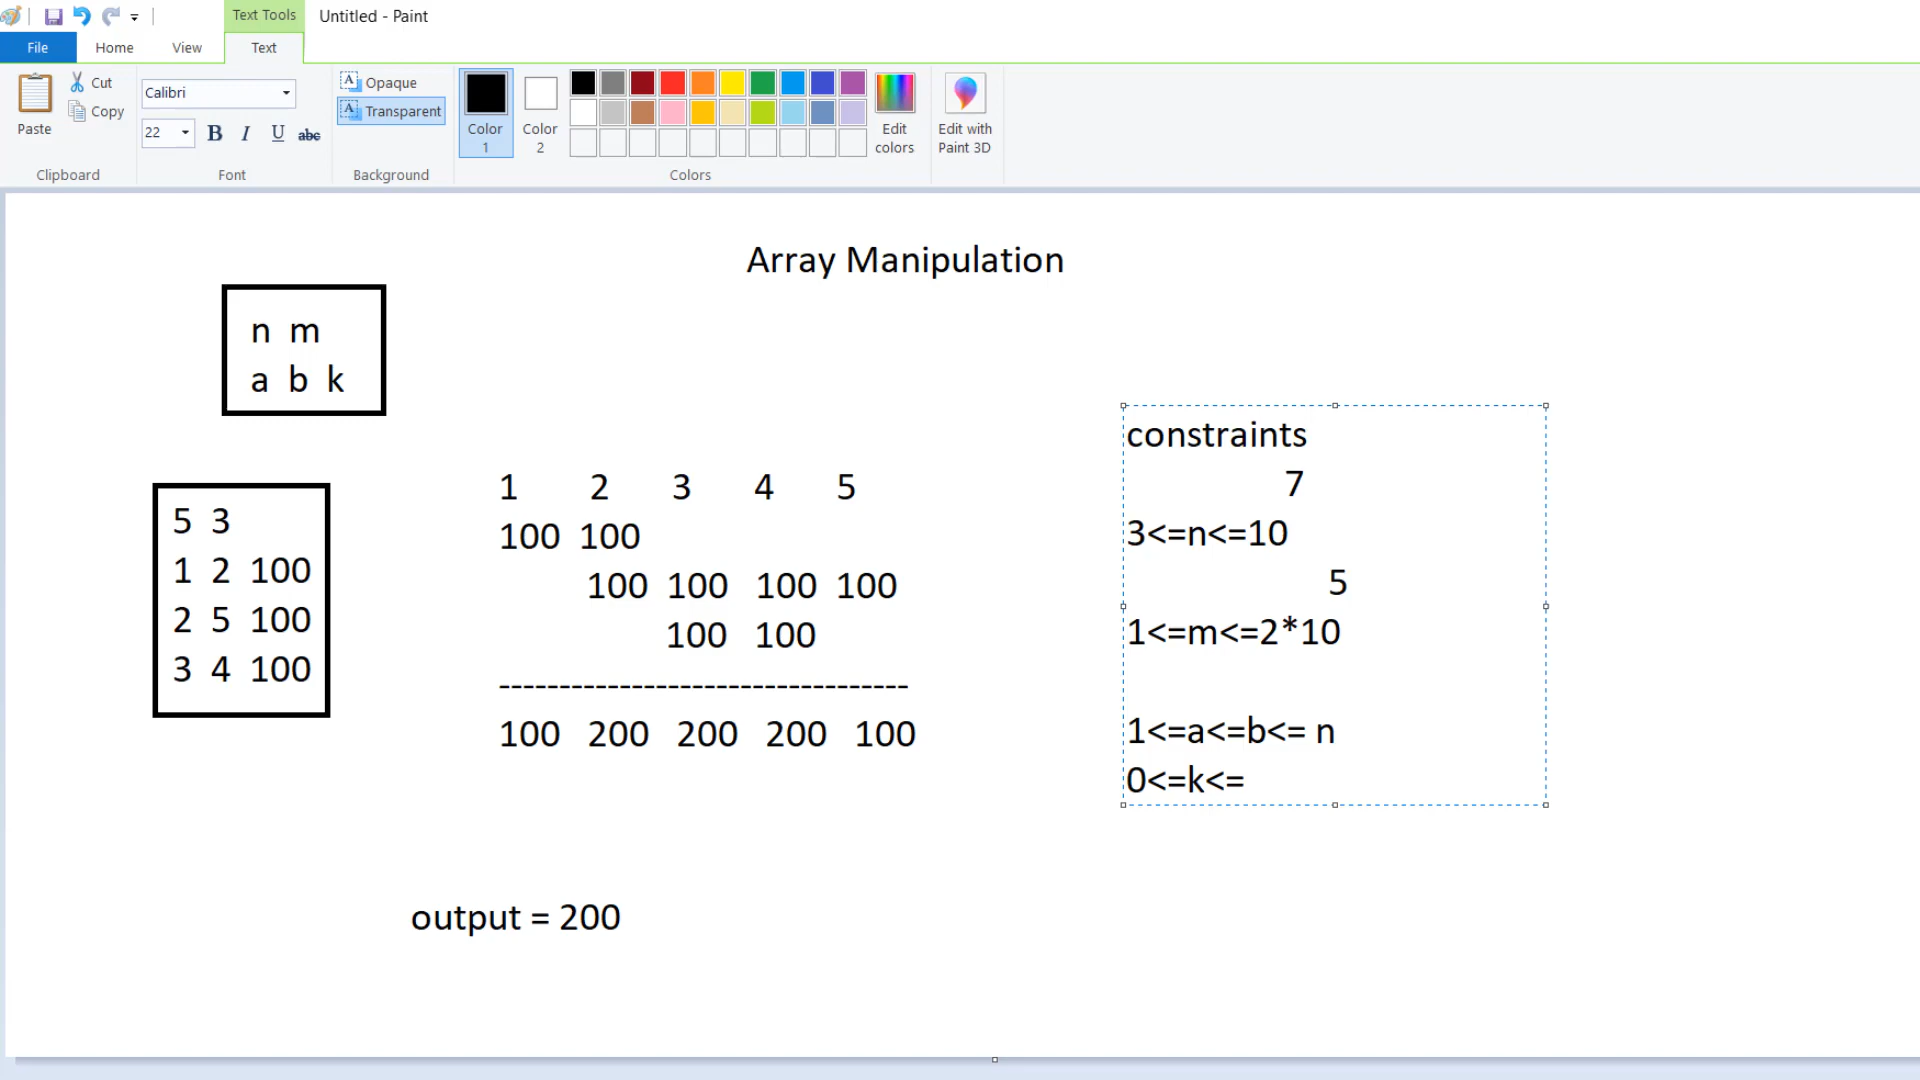 Text Tools
Untitled - Paint
File
Home
View
Text
Paste
Cut
Copy
Clipboard
Calibri
22
B I U abc
Font
Opaque
Transparent
Background
Color 1
Color 2
Colors
Edit colors
Edit with Paint 3D
Array Manipulation
n m
a b k
5 3
1 2 100
2 5 100
3 4 100
1 2 3 4 5
100 100
100 100 100 100
100 100
----------------------------------
100 200 200 200 100
output = 200
constraints
7
3<=n<=10
5
1<=m<=2*10
1<=a<=b<= n
0<=k<=